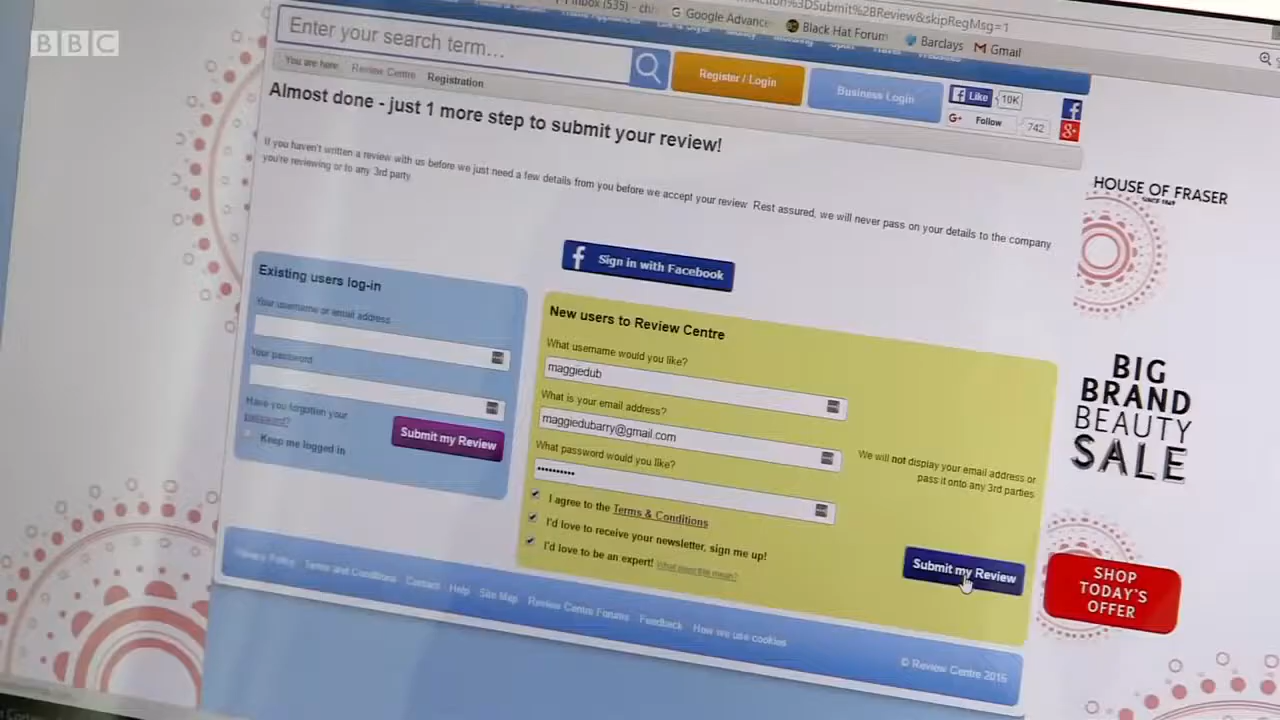 BBC
Action%3DSubmit%2BReview&skipRegMsg=1
Inbox (535) - ch
Google Advance
Black Hat Forum
Barclays
Gmail
Enter your search term...
Register / Login
Business Login
Like
10K
Follow
742
You are here:
Review Centre
Registration
Almost done - just 1 more step to submit your review!
If you haven't written a review with us before we just need a few details from you before we accept your review. Rest assured, we will never pass on your details to the company
you're reviewing or to any 3rd party.
HOUSE OF FRASER
SINCE 1849
Sign in with Facebook
Existing users log-in
Your username or email address
Your password
Have you forgotten your
password?
Submit my Review
Keep me logged in
New users to Review Centre
What username would you like?
maggiedub
What is your email address?
maggiedubarry@gmail.com
What password would you like?
••••••••••
We will not display your email address or
pass it onto any 3rd parties
I agree to the Terms & Conditions
I'd love to receive your newsletter, sign me up!
I'd love to be an expert! What does this mean?
Submit my Review
BIG
BRAND
BEAUTY
SALE
SHOP
TODAY'S
OFFER
Privacy Policy
Terms and Conditions
Contact
Help
Site Map
Review Centre Forums
Feedback
How we use cookies
© Review Centre 2016